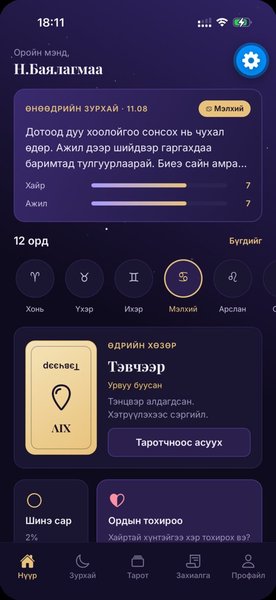 18:11
Оройн мэнд,
Н.Баялагмаа
ӨНӨӨДРИЙН ЗУРХАЙ · 11.08
Мэлхий
Дотоод дуу хоолойгоо сонсох нь чухал
өдөр. Ажил дээр шийдвэр гаргахдаа
баримтад тулгуурлаарай. Биеэ сайн амра...
Хайр 7
Ажил 7
12 орд Бүгдийг
Хонь Үхэр Ихэр Мэлхий Арслан
Тэвчээр
XIV
ӨДРИЙН ХӨЗӨР
Тэвчээр
Урвуу буусан
Тэнцвэр алдагдсан.
Хэтрүүлэхээс сэргийл.
Таротчноос асуух
Шинэ сар
2%
Ордын тохироо
Хайртай хүнтэйгээ хэр тохирох вэ?
Нүүр Зурхай Тарот Захиалга Профайл